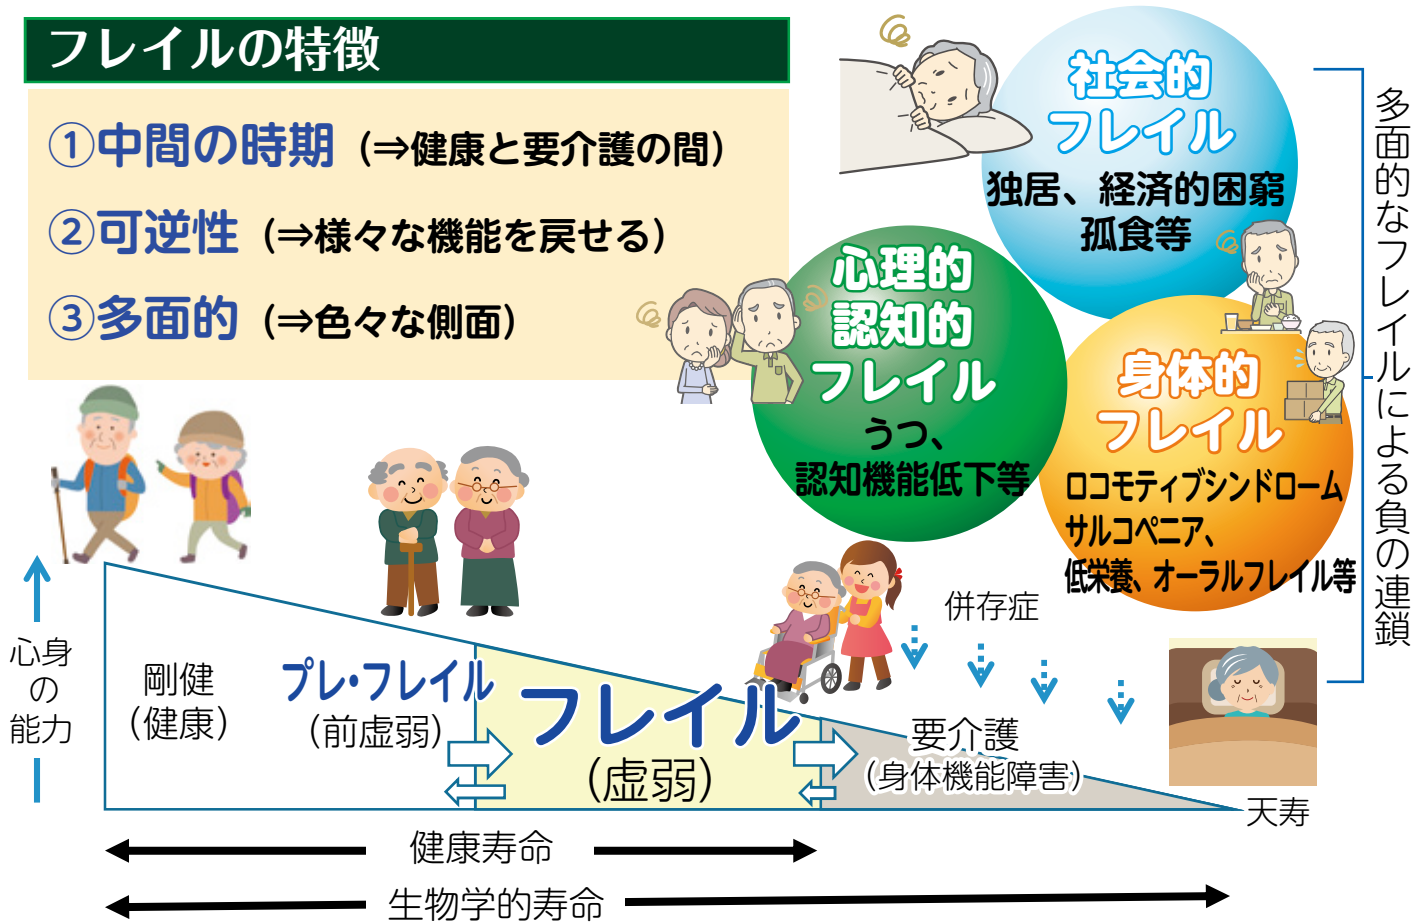 フレイルの特徴
①中間の時期（⇒健康と要介護の間）
②可逆性（⇒様々な機能を戻せる）
③多面的（⇒色々な側面）
社会的
フレイル
独居、経済的困窮
孤食等
心理的
認知的
フレイル
うつ、
認知機能低下等
身体的
フレイル
ロコモティブシンドローム
サルコペニア、
低栄養、オーラルフレイル等
多面的なフレイルによる負の連鎖
併存症
心身
の
能力
剛健
（健康）
プレ・フレイル
（前虚弱）
フレイル
（虚弱）
要介護
（身体機能障害）
天寿
健康寿命
生物学的寿命